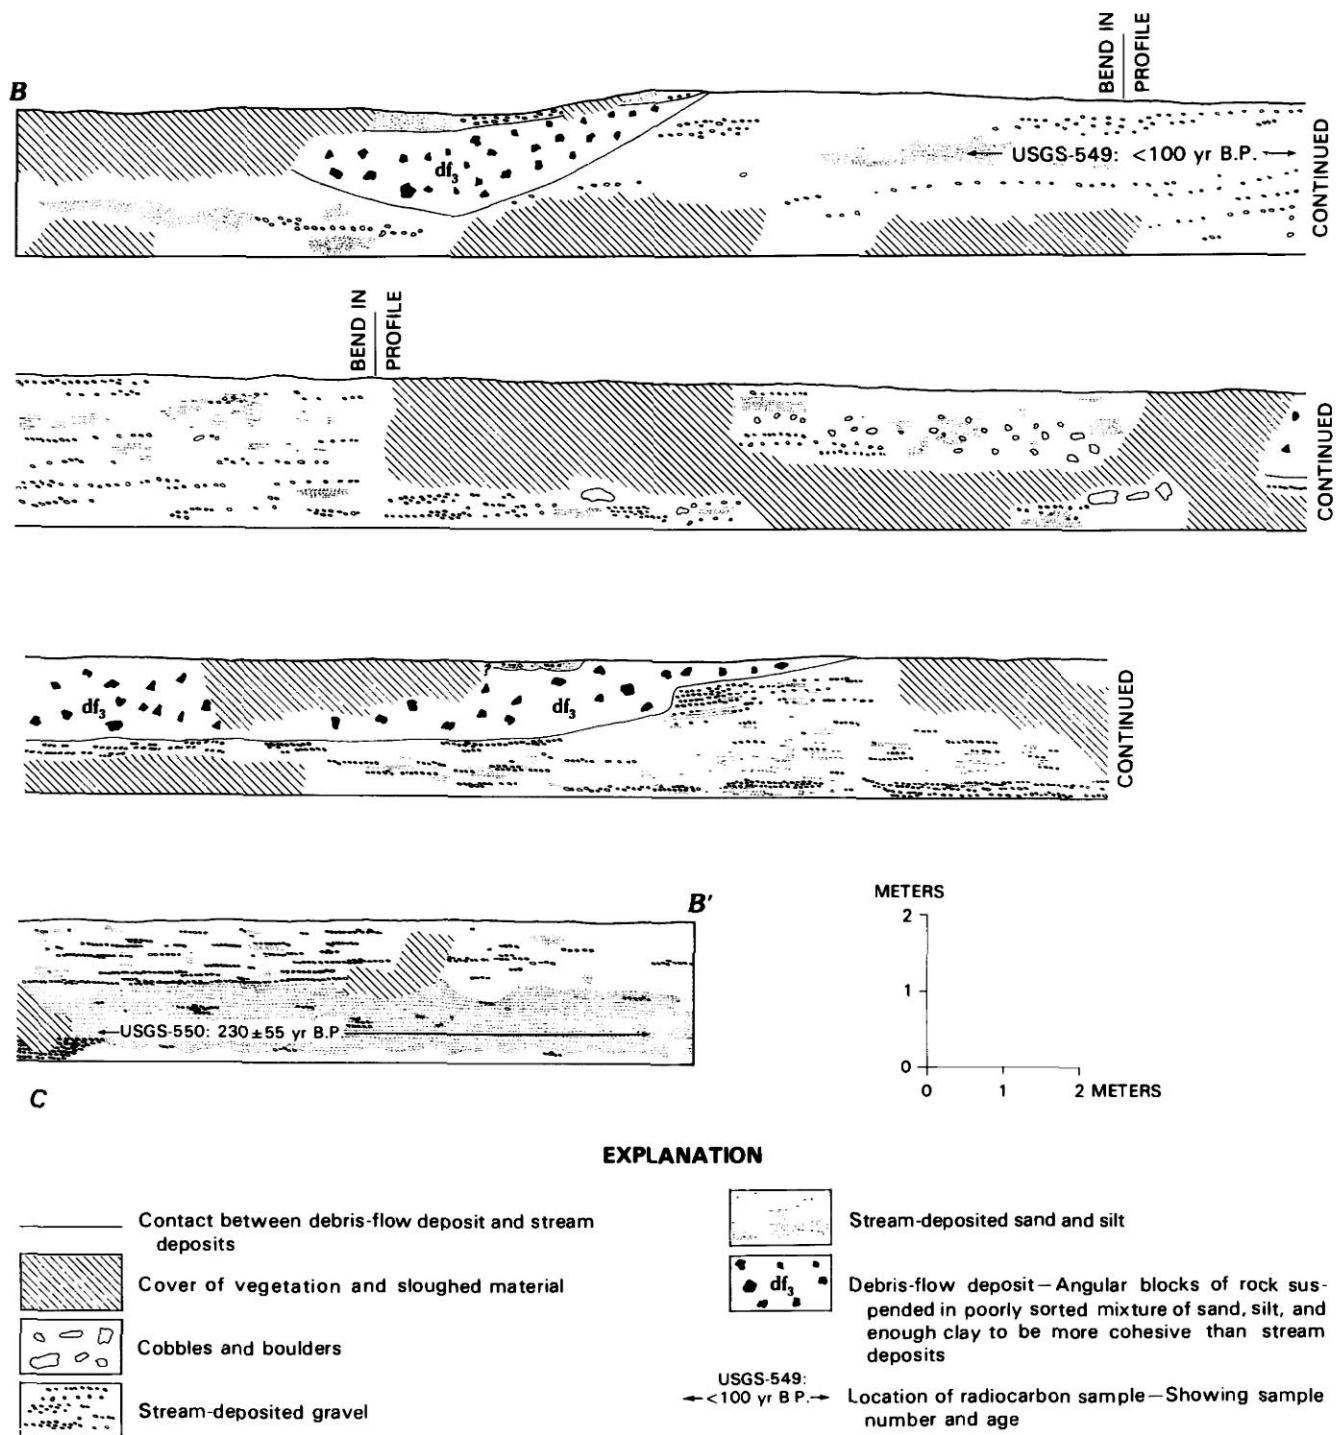 BEND IN
PROFILE
B
df₃
USGS-549: <100 yr B.P.
CONTINUED
BEND IN
PROFILE
CONTINUED
df₃
df₃
CONTINUED
B'
USGS-550: 230±55 yr B.P.
METERS
2
1
0
0 1 2 METERS
C
EXPLANATION
Contact between debris-flow deposit and stream
deposits
Cover of vegetation and sloughed material
Cobbles and boulders
Stream-deposited gravel
Stream-deposited sand and silt
df₃
Debris-flow deposit—Angular blocks of rock sus-
pended in poorly sorted mixture of sand, silt, and
enough clay to be more cohesive than stream
deposits
USGS-549:
<100 yr B.P.
Location of radiocarbon sample—Showing sample
number and age